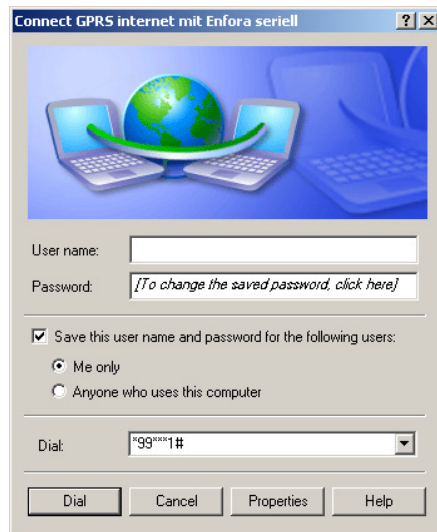 Connect GPRS internet mit Enfora seriell
User name:
Password: [To change the saved password, click here]
Save this user name and password for the following users:
Me only
Anyone who uses this computer
Dial: *99***1#
Dial Cancel Properties Help